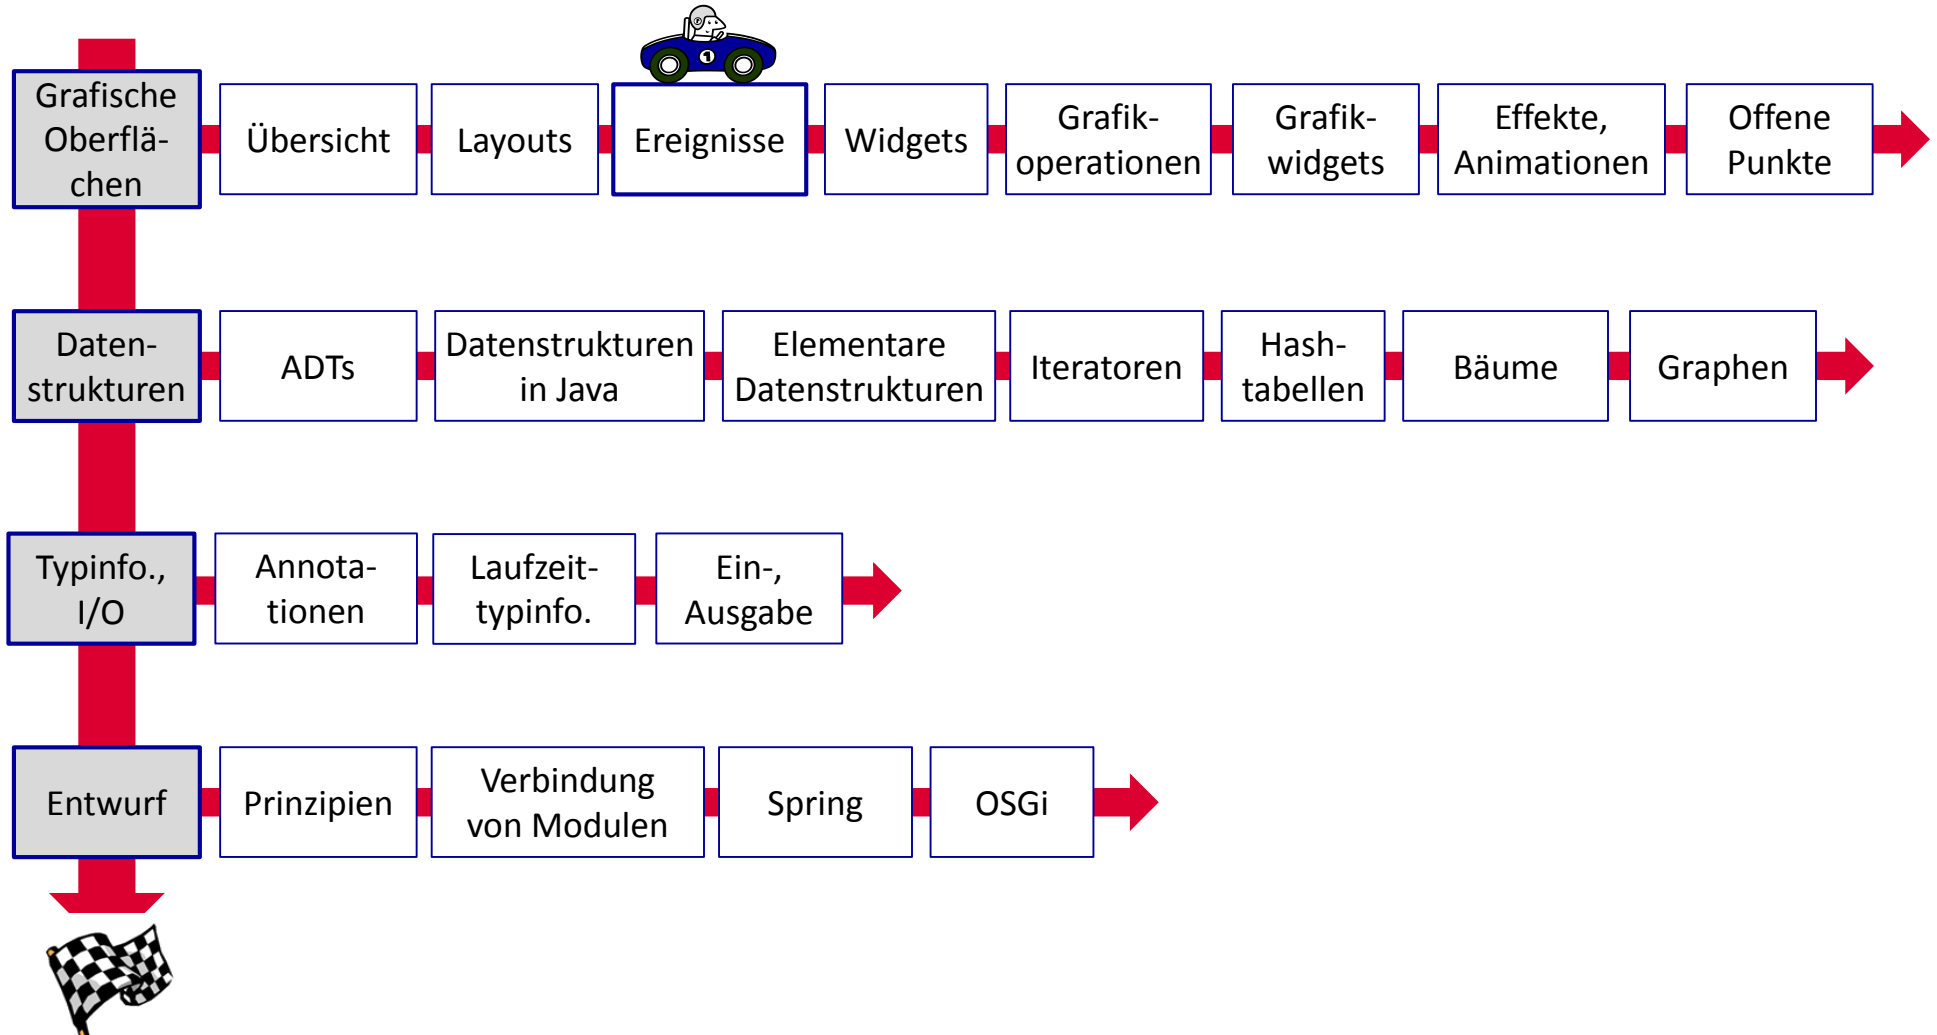 1
Grafische
Oberflä-
chen
Übersicht
Layouts
Ereignisse
Widgets
Grafik-
operationen
Grafik-
widgets
Effekte,
Animationen
Offene
Punkte
Daten-
strukturen
ADTs
Datenstrukturen
in Java
Elementare
Datenstrukturen
Iteratoren
Hash-
tabellen
Bäume
Graphen
Typinfo.,
I/O
Annota-
tionen
Laufzeit-
typinfo.
Ein-,
Ausgabe
Entwurf
Prinzipien
Verbindung
von Modulen
Spring
OSGi